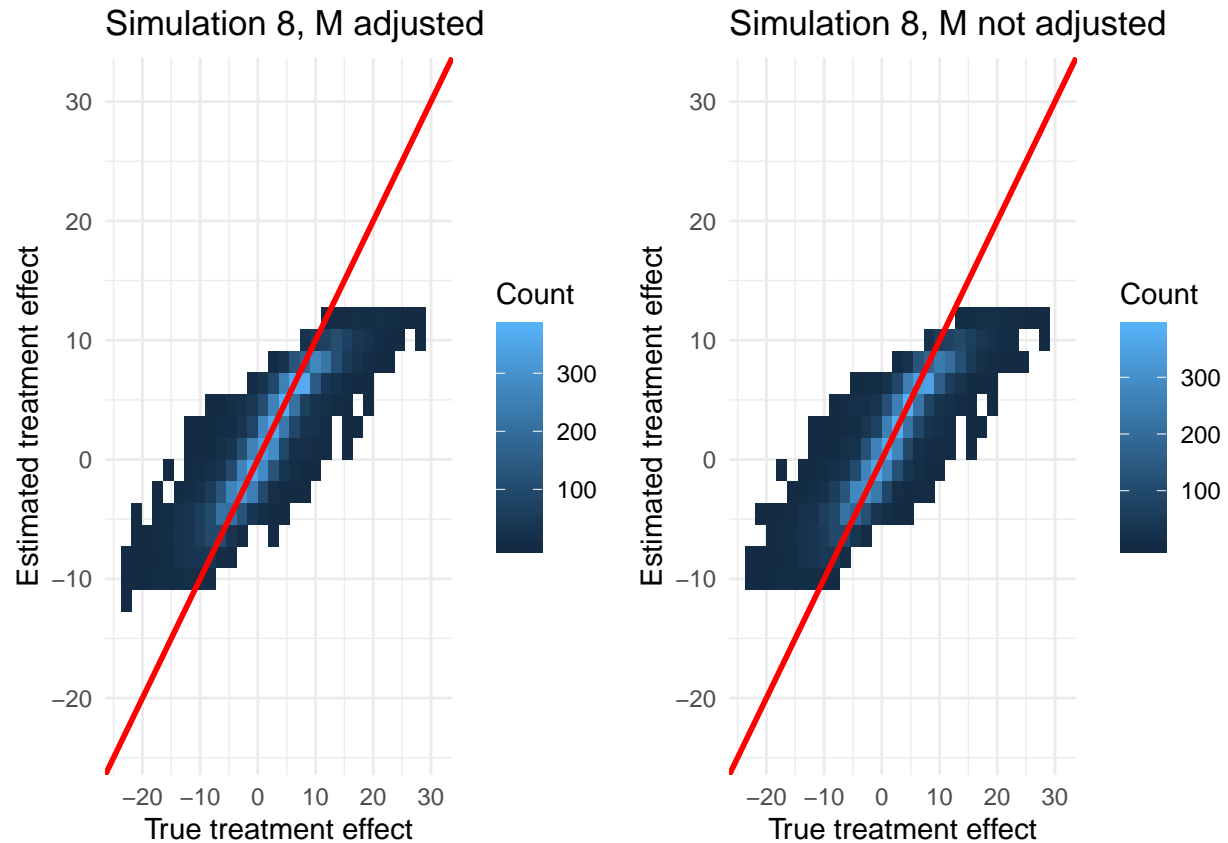 Simulation 8, M adjusted
Estimated treatment effect
30
20
10
0
−10
−20
−20 −10 0 10 20 30
True treatment effect
Count
300
200
100
Simulation 8, M not adjusted
Estimated treatment effect
30
20
10
0
−10
−20
−20 −10 0 10 20 30
True treatment effect
Count
300
200
100